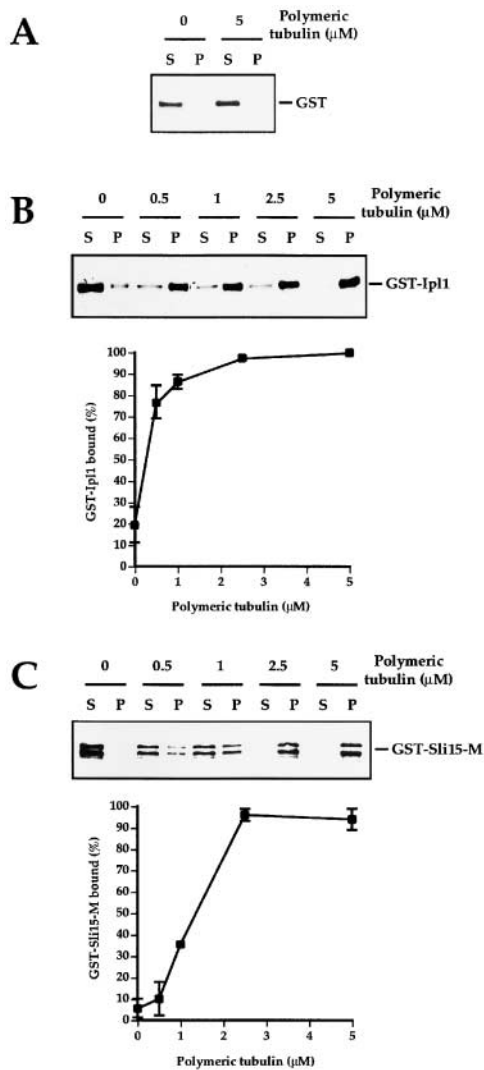 A
0 5 Polymeric
tubulin (μM)
S P S P
GST
B
0 0.5 1 2.5 5 Polymeric
tubulin (μM)
S P S P S P S P S P
GST-Ipl1
100
90
80
70
60
50
40
30
20
10
0
GST-Ipl1 bound (%)
0 1 2 3 4 5
Polymeric tubulin (μM)
C
0 0.5 1 2.5 5 Polymeric
tubulin (μM)
S P S P S P S P S P
GST-Sli15-M
100
90
80
70
60
50
40
30
20
10
0
GST-Sli15-M bound (%)
0 1 2 3 4 5
Polymeric tubulin (μM)